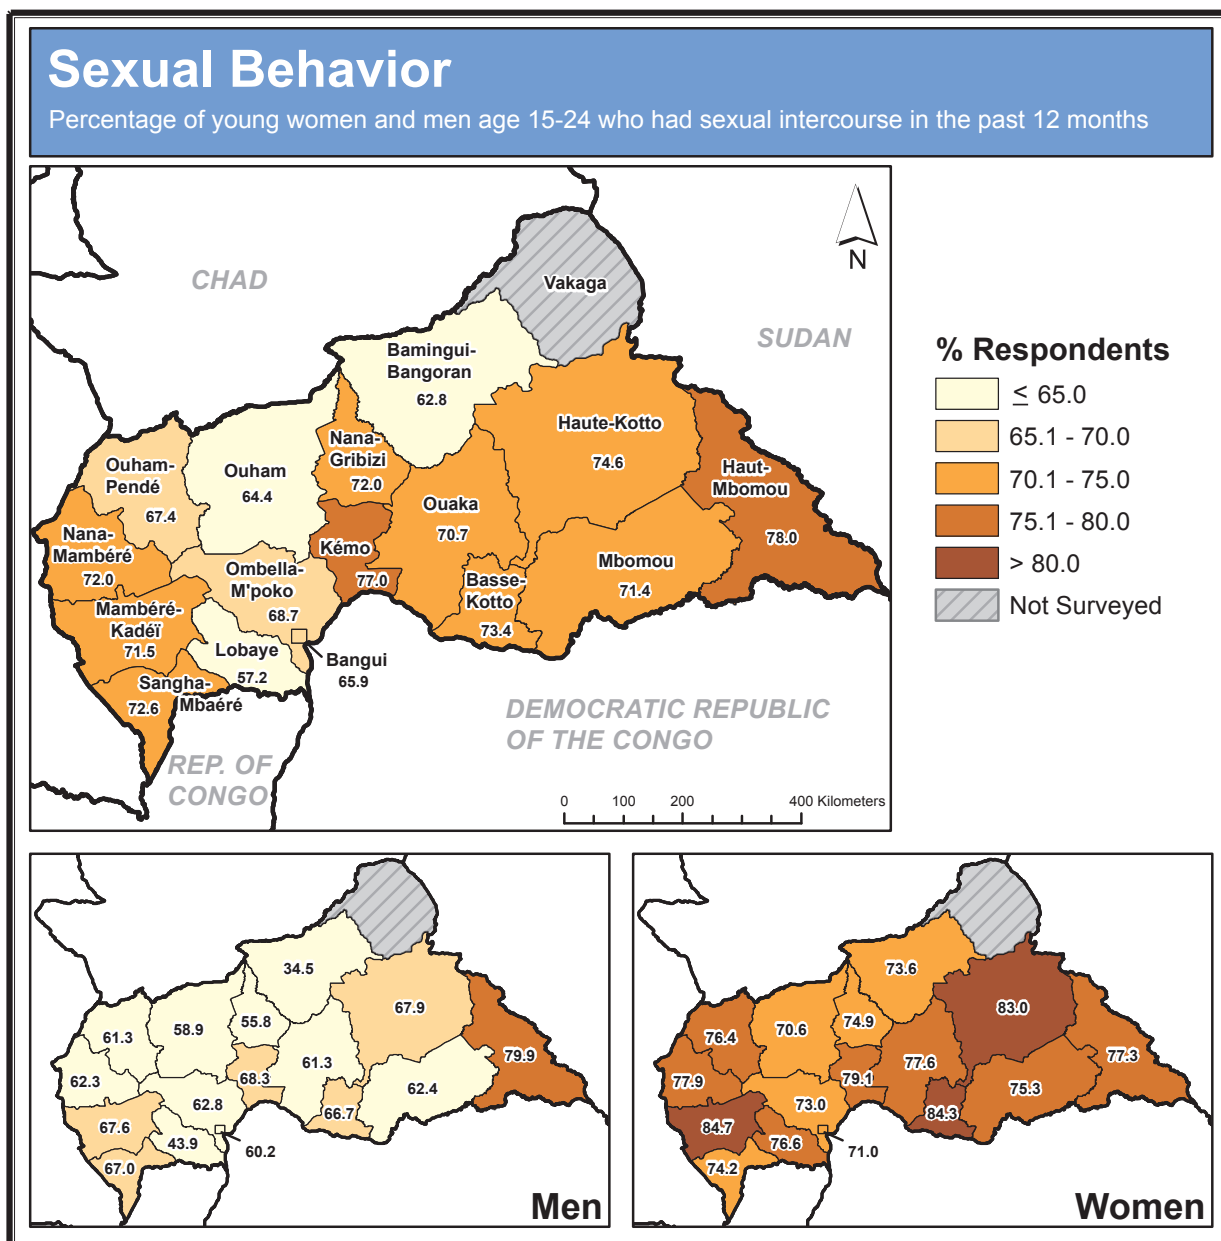 Sexual Behavior
Percentage of young women and men age 15-24 who had sexual intercourse in the past 12 months
CHAD
Vakaga
N
SUDAN
Bamingui-
Bangoran
62.8
Haute-Kotto
74.6
Nana-
Gribizi
72.0
Ouham-
Pendé
67.4
Ouham
64.4
Haut-
Mbomou
78.0
Ouaka
70.7
Nana-
Mambéré
72.0
Kémo
77.0
Ombella-
M'poko
68.7
Basse-
Kotto
73.4
Mbomou
71.4
Mambéré-
Kadéï
71.5
Lobaye
57.2
Bangui
65.9
Sangha-
Mbaéré
72.6
DEMOCRATIC REPUBLIC
OF THE CONGO
REP. OF
CONGO
0 100 200 400 Kilometers
% Respondents
≤ 65.0
65.1 - 70.0
70.1 - 75.0
75.1 - 80.0
> 80.0
Not Surveyed
34.5
67.9
55.8
58.9
61.3
79.9
61.3
62.3
68.3
62.4
62.8
66.7
67.6
43.9
60.2
67.0
Men
73.6
83.0
74.9
70.6
76.4
77.3
77.6
77.9
79.1
75.3
73.0
84.3
84.7
76.6
71.0
74.2
Women